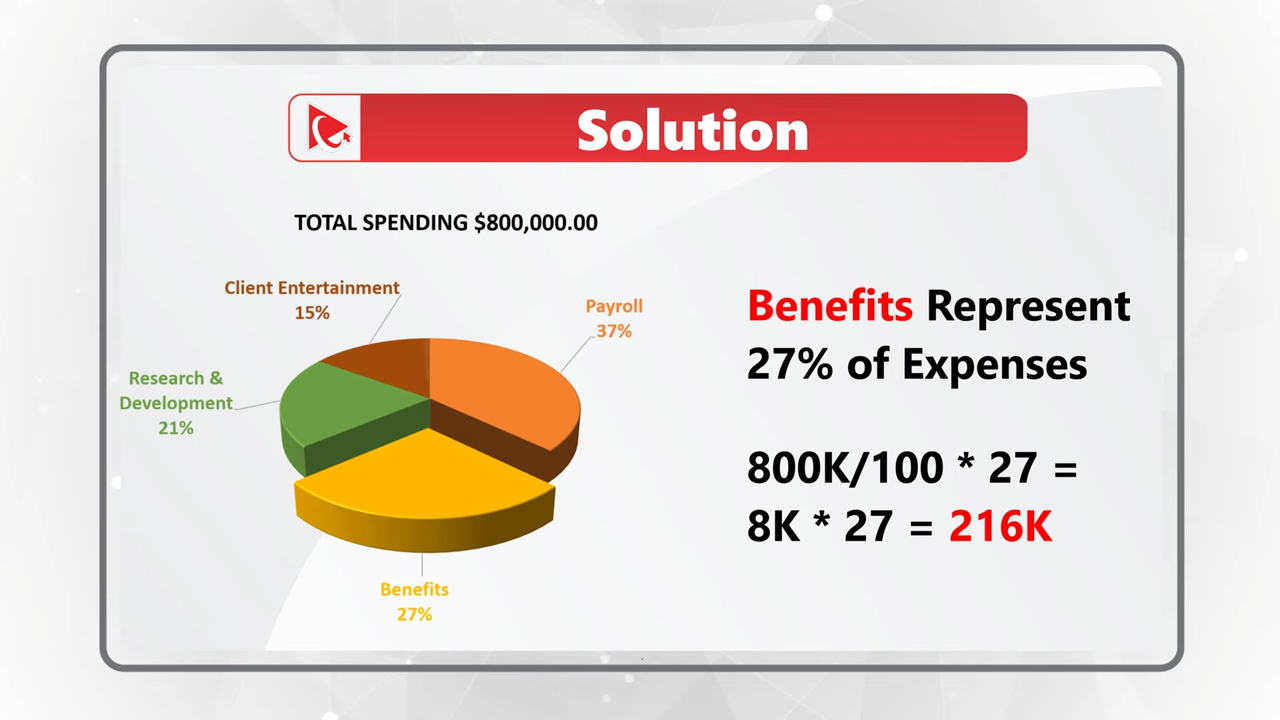 Solution
TOTAL SPENDING $800,000.00
Client Entertainment
15%
Payroll
37%
Research &
Development
21%
Benefits
27%
Benefits Represent
27% of Expenses
800K/100 * 27 =
8K * 27 = 216K